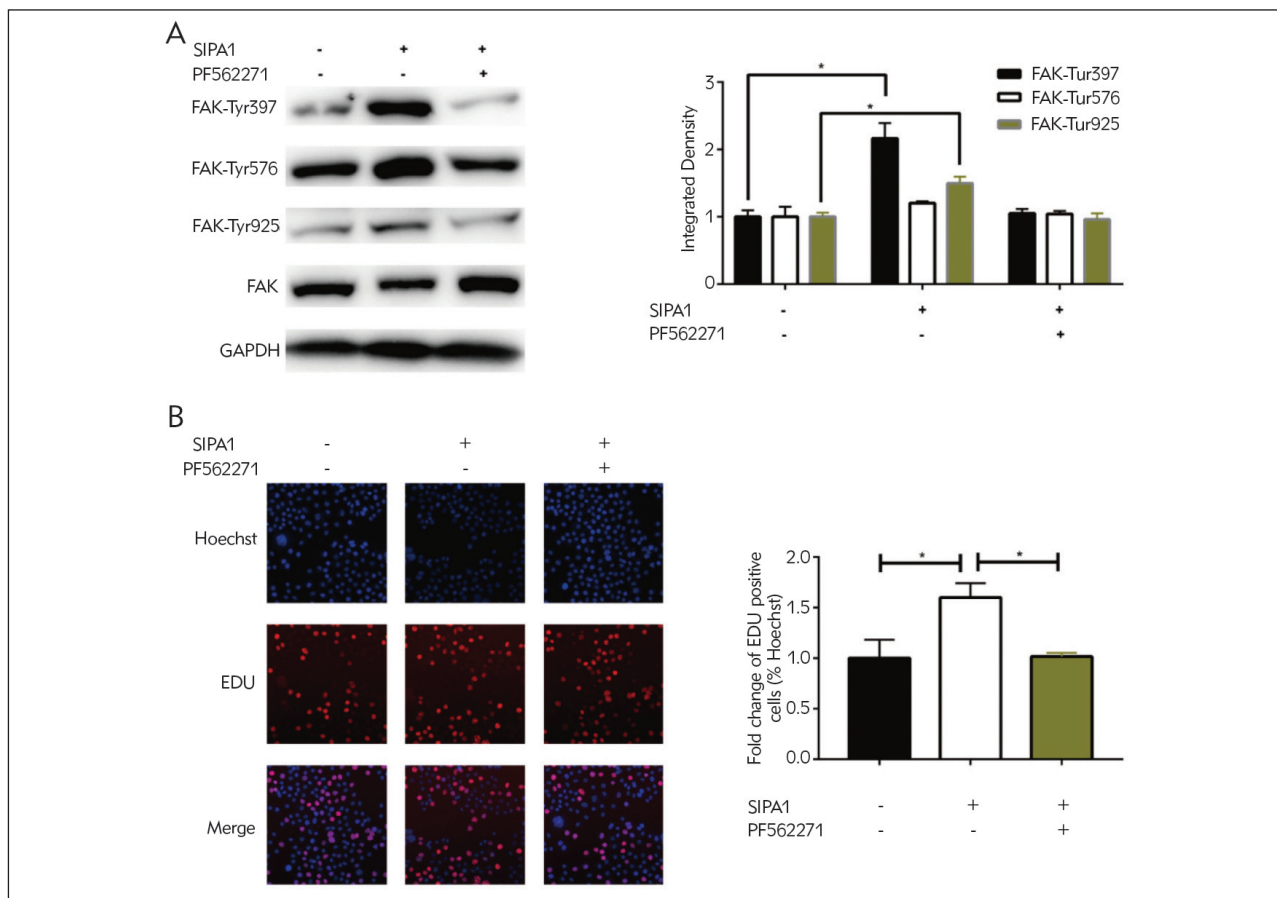 A
SIPA1 - + +
PF562271 - - +
FAK-Tyr397
FAK-Tyr576
FAK-Tyr925
FAK
GAPDH
Integrated Dennsity
3
2
1
0
* *
FAK-Tur397
FAK-Tur576
FAK-Tur925
SIPA1 - + +
PF562271 - - +
B
SIPA1 - + +
PF562271 - - +
Hoechst
EDU
Merge
Fold change of EDU positive
cells (% Hoechst)
2.0
1.5
1.0
0.5
0.0
* *
SIPA1 - + +
PF562271 - - +